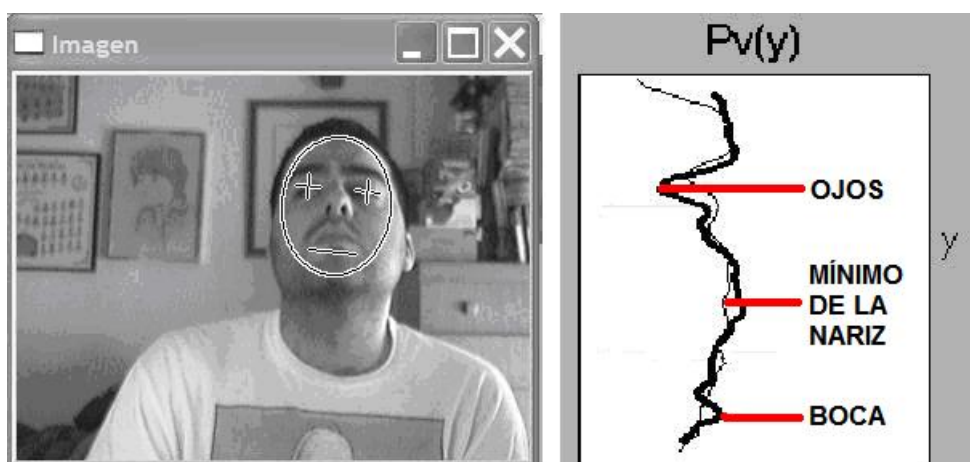 Imagen
Pv(y)
OJOS
MÍNIMO
DE LA
NARIZ
BOCA
y